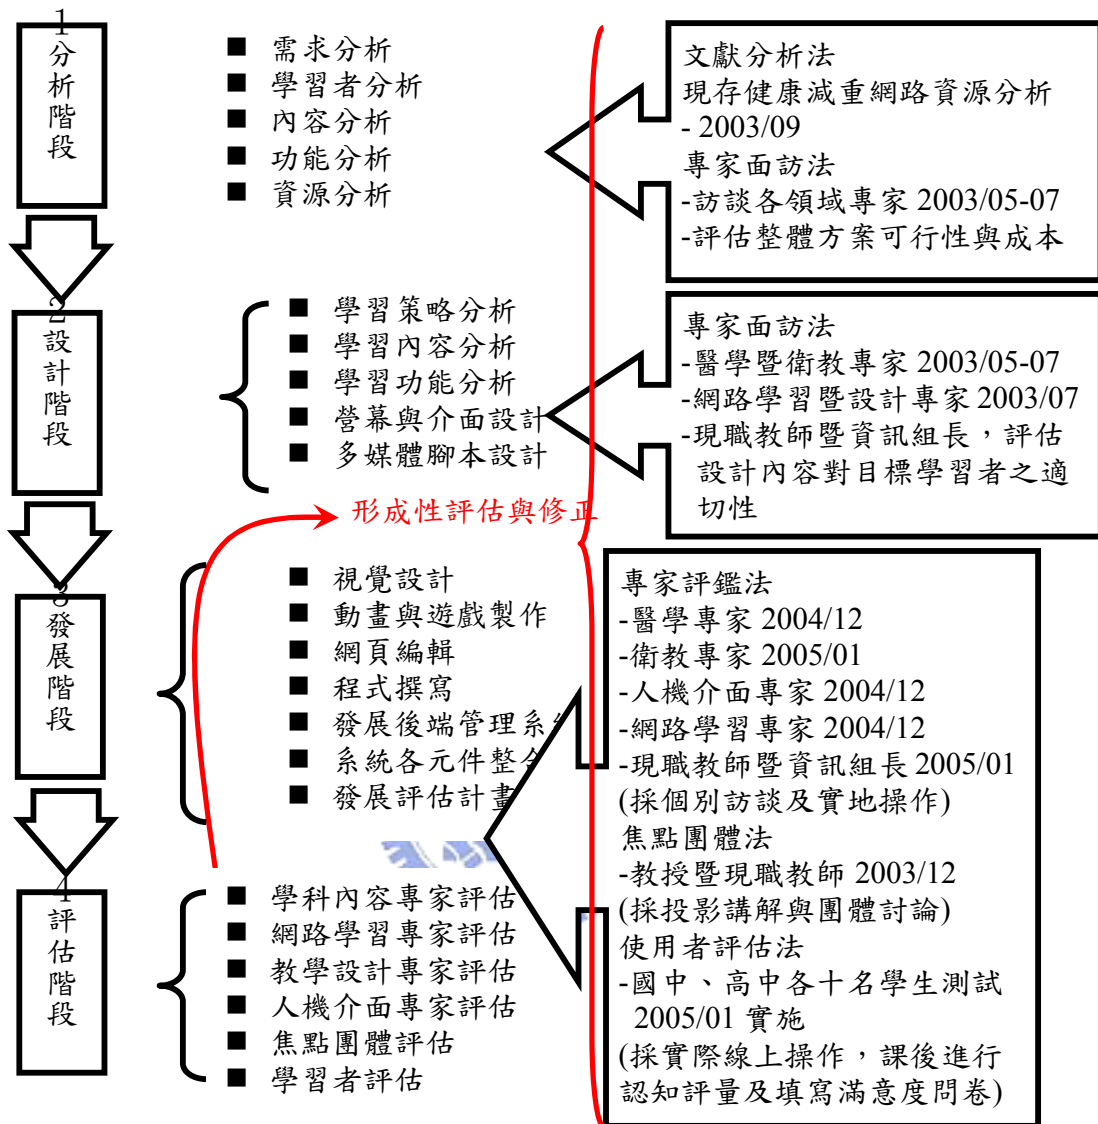 1
分析階段
■ 需求分析
■ 學習者分析
■ 內容分析
■ 功能分析
■ 資源分析
文獻分析法
現存健康減重網路資源分析
- 2003/09
專家面訪法
-訪談各領域專家 2003/05-07
-評估整體方案可行性與成本
2
設計階段
■ 學習策略分析
■ 學習內容分析
■ 學習功能分析
■ 螢幕與介面設計
■ 多媒體腳本設計
專家面訪法
-醫學暨衛教專家 2003/05-07
-網路學習暨設計專家 2003/07
-現職教師暨資訊組長，評估
設計內容對目標學習者之適
切性
形成性評估與修正
3
發展階段
■ 視覺設計
■ 動畫與遊戲製作
■ 網頁編輯
■ 程式撰寫
■ 發展後端管理系統
■ 系統各元件整合
■ 發展評估計畫
專家評鑑法
-醫學專家 2004/12
-衛教專家 2005/01
-人機介面專家 2004/12
-網路學習專家 2004/12
-現職教師暨資訊組長 2005/01
(採個別訪談及實地操作)
焦點團體法
-教授暨現職教師 2003/12
(採投影講解與團體討論)
使用者評估法
-國中、高中各十名學生測試
2005/01 實施
(採實際線上操作，課後進行
認知評量及填寫滿意度問卷)
4
評估階段
■ 學科內容專家評估
■ 網路學習專家評估
■ 教學設計專家評估
■ 人機介面專家評估
■ 焦點團體評估
■ 學習者評估